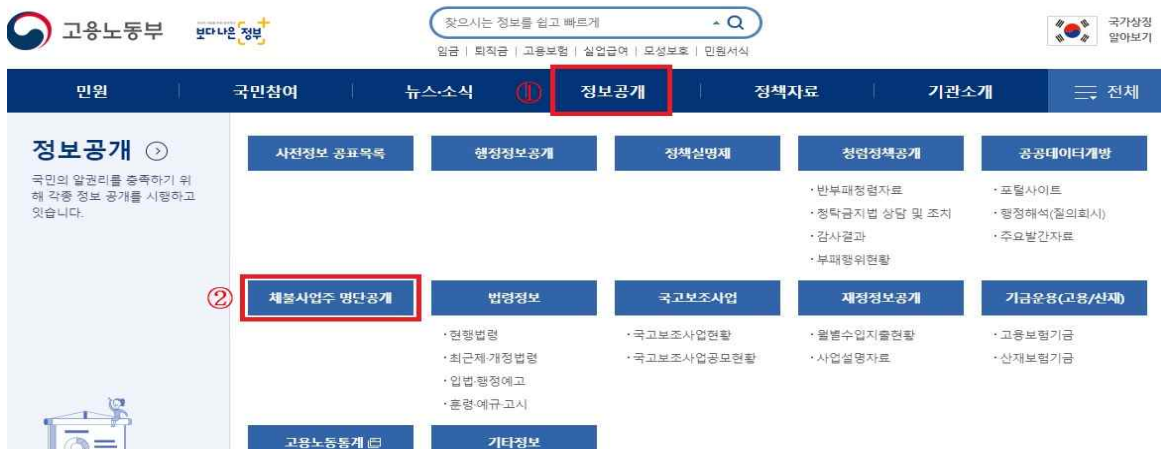 고용노동부
보다나은 정부
찾으시는 정보를 쉽고 빠르게
임금 | 퇴직금 | 고용보험 | 실업급여 | 모성보호 | 민원서식
국가상징
알아보기
민원 국민참여 뉴스·소식 ① 정보공개 정책자료 기관소개 전체
정보공개
국민의 알권리를 충족하기 위
해 각종 정보 공개를 시행하고
잇습니다.
사전정보 공표목록 행정정보공개 정책실명제 청렴정책공개 공공데이터개방
·반부패청렴자료 ·포털사이트
·청탁금지법 상담 및 조치 ·행정해석(질의회시)
·감사결과 ·주요발간자료
·부패행위현황
② 체불사업주 명단공개 법령정보 국고보조사업 재정정보공개 기금운용(고용/산재)
·현행법령 ·국고보조사업현황 ·월별수입지출현황 ·고용보험기금
·최근제·개정법령 ·국고보조사업공모현황 ·사업설명자료 ·산재보험기금
·입법·행정예고
·훈령·예규·고시
고용노동통계 기타정보